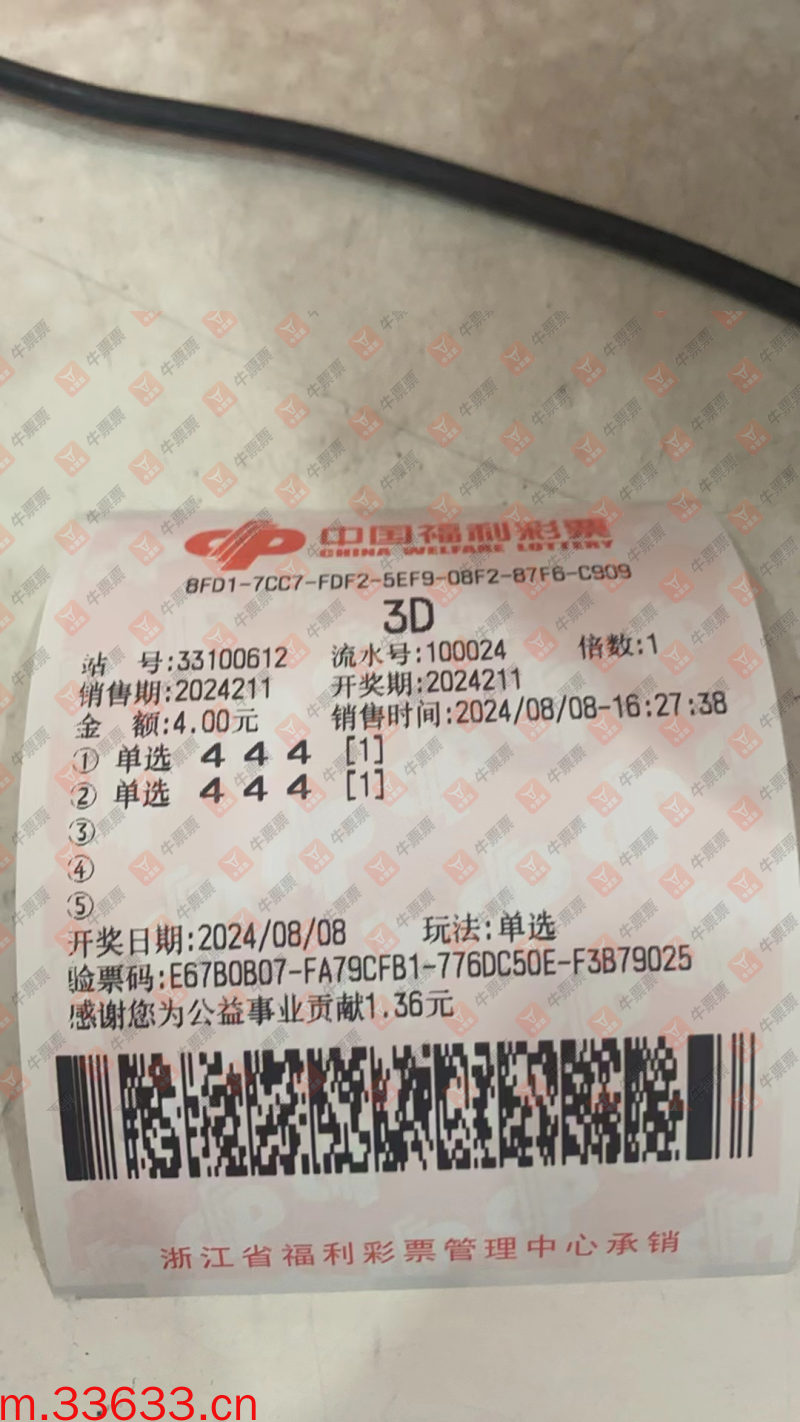 中国福利彩票
CHINA WELFARE LOTTERY
8FD1-7CC7-FDF2-5EF9-08F2-87F6-C909
3D
站 号:33100612 流水号:100024 倍数:1
销售期:2024211 开奖期:2024211
金 额:4.00元 销售时间:2024/08/08-16:27:38
① 单选 4 4 4 [1]
② 单选 4 4 4 [1]
③
④
⑤
开奖日期:2024/08/08 玩法:单选
验票码:E67B0B07-FA79CFB1-776DC50E-F3B79025
感谢您为公益事业贡献1.36元
浙江省福利彩票管理中心承销
牛票票
m.33633.cn